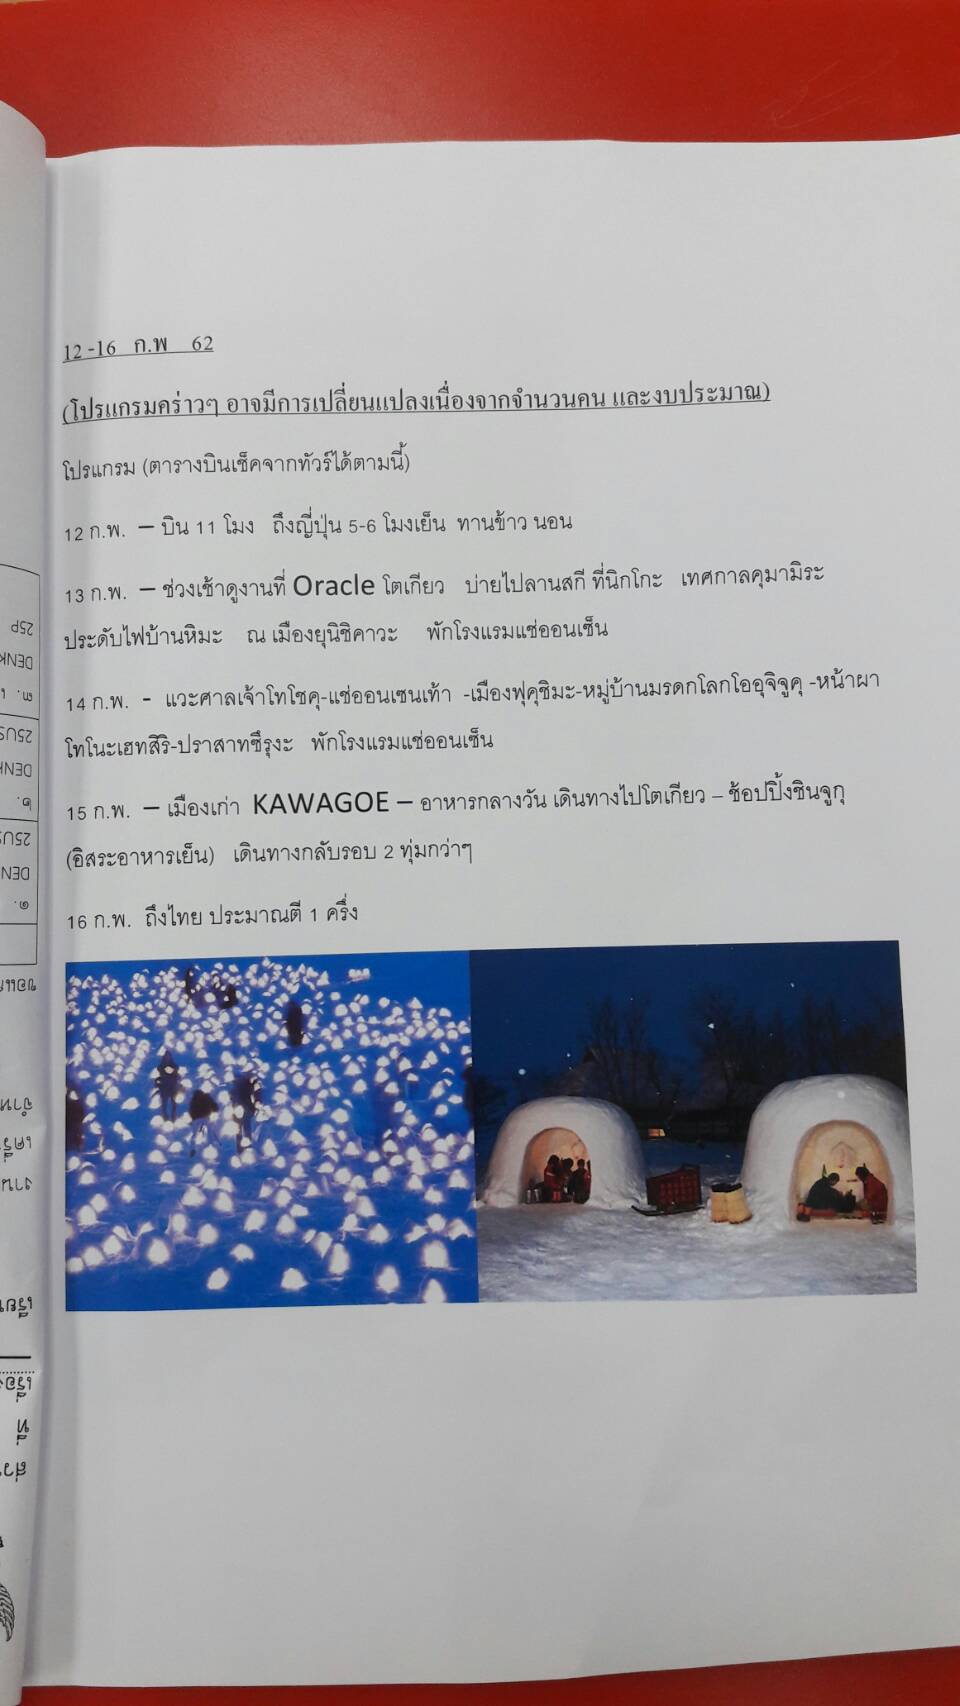 12 -16 ก.พ 62
(โปรแกรมคร่าวๆ อาจมีการเปลี่ยนแปลงเนื่องจากจำนวนคน และงบประมาณ)
โปรแกรม (ตารางบินเช็คจากทัวร์ได้ตามนี้)
12 ก.พ. – บิน 11 โมง ถึงญี่ปุ่น 5-6 โมงเย็น ทานข้าว นอน
13 ก.พ. – ช่วงเช้าดูงานที่ Oracle โตเกียว บ่ายไปลานสกี ที่นิกโกะ เทศกาลคุมามิระ
ประดับไฟบ้านหิมะ ณ เมืองยุนิชิคาวะ พักโรงแรมแช่ออนเซ็น
14 ก.พ. - แวะศาลเจ้าโทโชคุ-แช่ออนเซนเท้า -เมืองฟุคุชิมะ-หมู่บ้านมรดกโลกโออุจิจูคุ -หน้าผา
โทโนะเฮทสิริ-ปราสาทซึรุงะ พักโรงแรมแช่ออนเซ็น
15 ก.พ. – เมืองเก่า KAWAGOE – อาหารกลางวัน เดินทางไปโตเกียว – ช้อปปิ้งชินจูกุ
(อิสระอาหารเย็น) เดินทางกลับรอบ 2 ทุ่มกว่าๆ
16 ก.พ. ถึงไทย ประมาณตี 1 ครึ่ง
25P
๓.
๒.
๑.
ที่